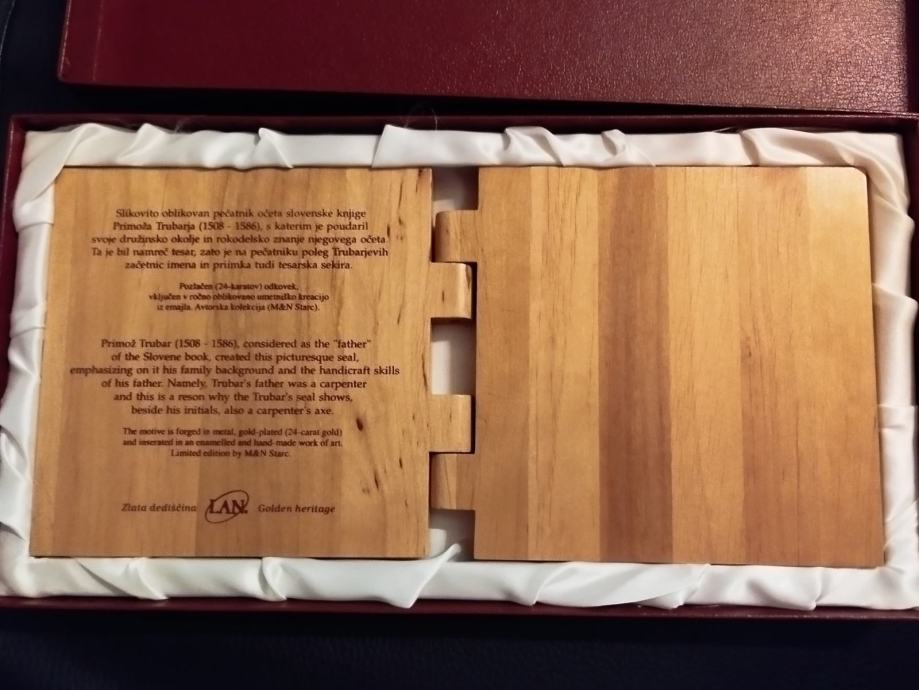 Slikovito oblikovan pečatnik očeta slovenske knjige
Primoža Trubarja (1508 - 1586), s katerim je poudaril
svoje družinsko okolje in rokodelsko znanje njegovega očeta.
Ta je bil namreč tesar, zato je na pečatniku poleg Trubarjevih
začetnic imena in priimka tudi tesarska sekira.
Pozlačen (24-karatov) odkovek,
vključen v ročno oblikovano umetniško kreacijo
iz emajla. Avtorska kolekcija (M&N Starc).
Primož Trubar (1508 - 1586), considered as the "father"
of the Slovene book, created this picturesque seal,
emphasizing on it his family background and the handicraft skills
of his father. Namely, Trubar's father was a carpenter
and this is a reson why the Trubar's seal shows,
beside his initials, also a carpenter's axe.
The motive is forged in metal, gold-plated (24-carat gold)
and inserated in an enamelled and hand-made work of art.
Limited edition by M&N Starc.
Zlata dediščina LAN. Golden heritage